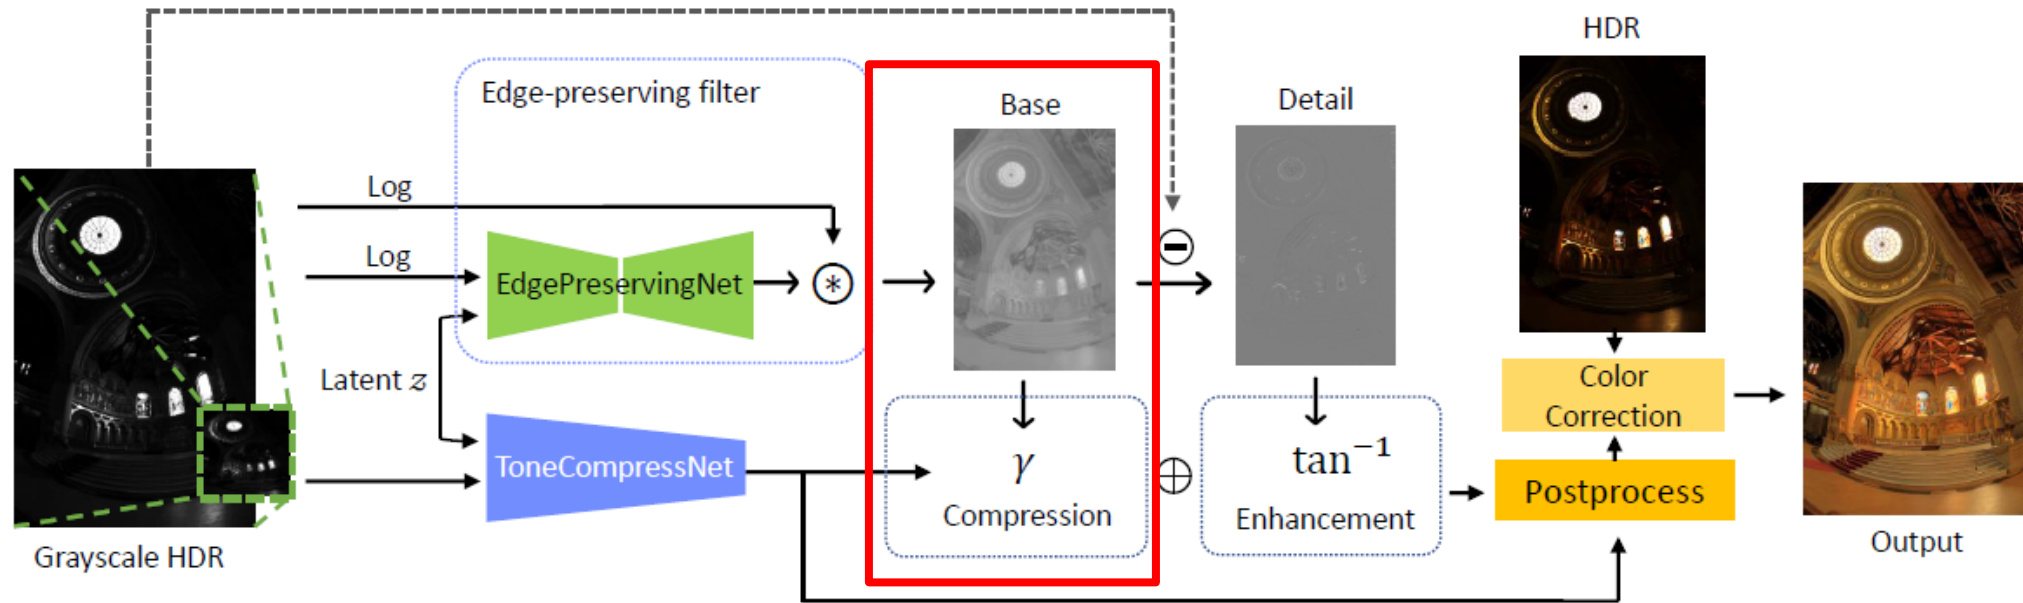 HDR
Edge-preserving filter
Base
Detail
Log
Log
EdgePreservingNet
*
Latent z
ToneCompressNet
γ
Compression
tan⁻¹
Enhancement
Color
Correction
Postprocess
Grayscale HDR
Output